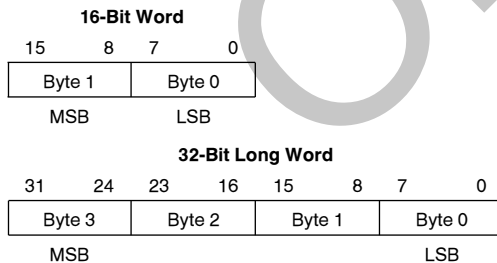 16-Bit Word
15 8 7 0
Byte 1 Byte 0
MSB LSB
32-Bit Long Word
31 24 23 16 15 8 7 0
Byte 3 Byte 2 Byte 1 Byte 0
MSB LSB